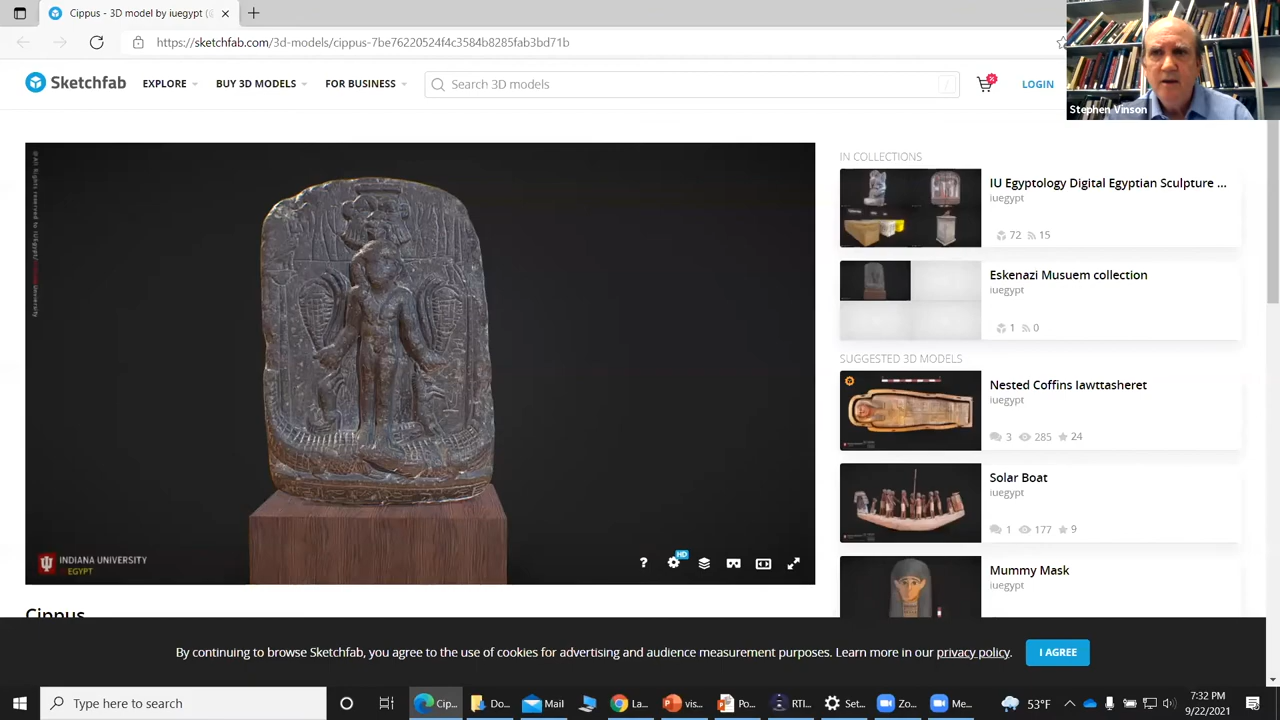 Cippus - 3D model by iuegypt (@
https://sketchfab.com/3d-models/cippus-7be76220524f4c3584b8285fab3bd71b
Stephen Vinson
Sketchfab
EXPLORE
BUY 3D MODELS
FOR BUSINESS
Search 3D models
/
LOGIN
INDIANA UNIVERSITY
EGYPT
?
HD
Cippus
IN COLLECTIONS
IU Egyptology Digital Egyptian Sculpture ...
iuegypt
72 15
Eskenazi Musuem collection
iuegypt
1 0
SUGGESTED 3D MODELS
Nested Coffins Iawttasheret
iuegypt
3 285 24
Solar Boat
iuegypt
1 177 9
Mummy Mask
iuegypt
By continuing to browse Sketchfab, you agree to the use of cookies for advertising and audience measurement purposes. Learn more in our privacy policy.
I AGREE
Type here to search
Cip...
Do...
Mail
La...
vis...
Po...
RTI...
Set...
Zo...
Me...
53°F
7:32 PM
9/22/2021